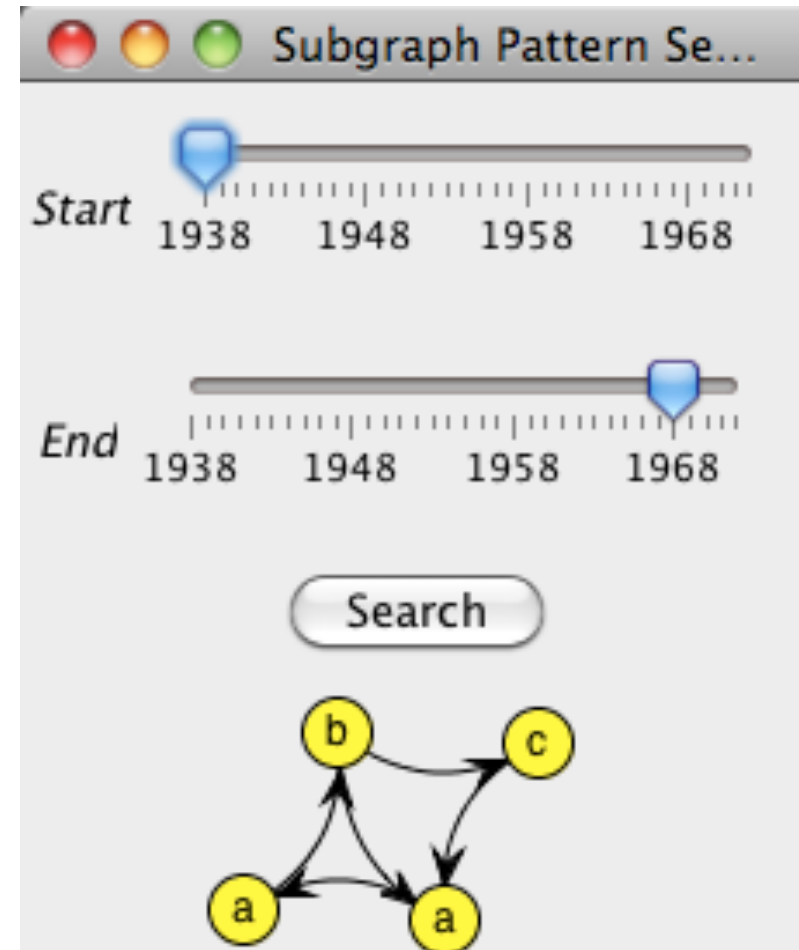 Subgraph Pattern Se...
Start
1938 1948 1958 1968
End
1938 1948 1958 1968
Search
b c
a a